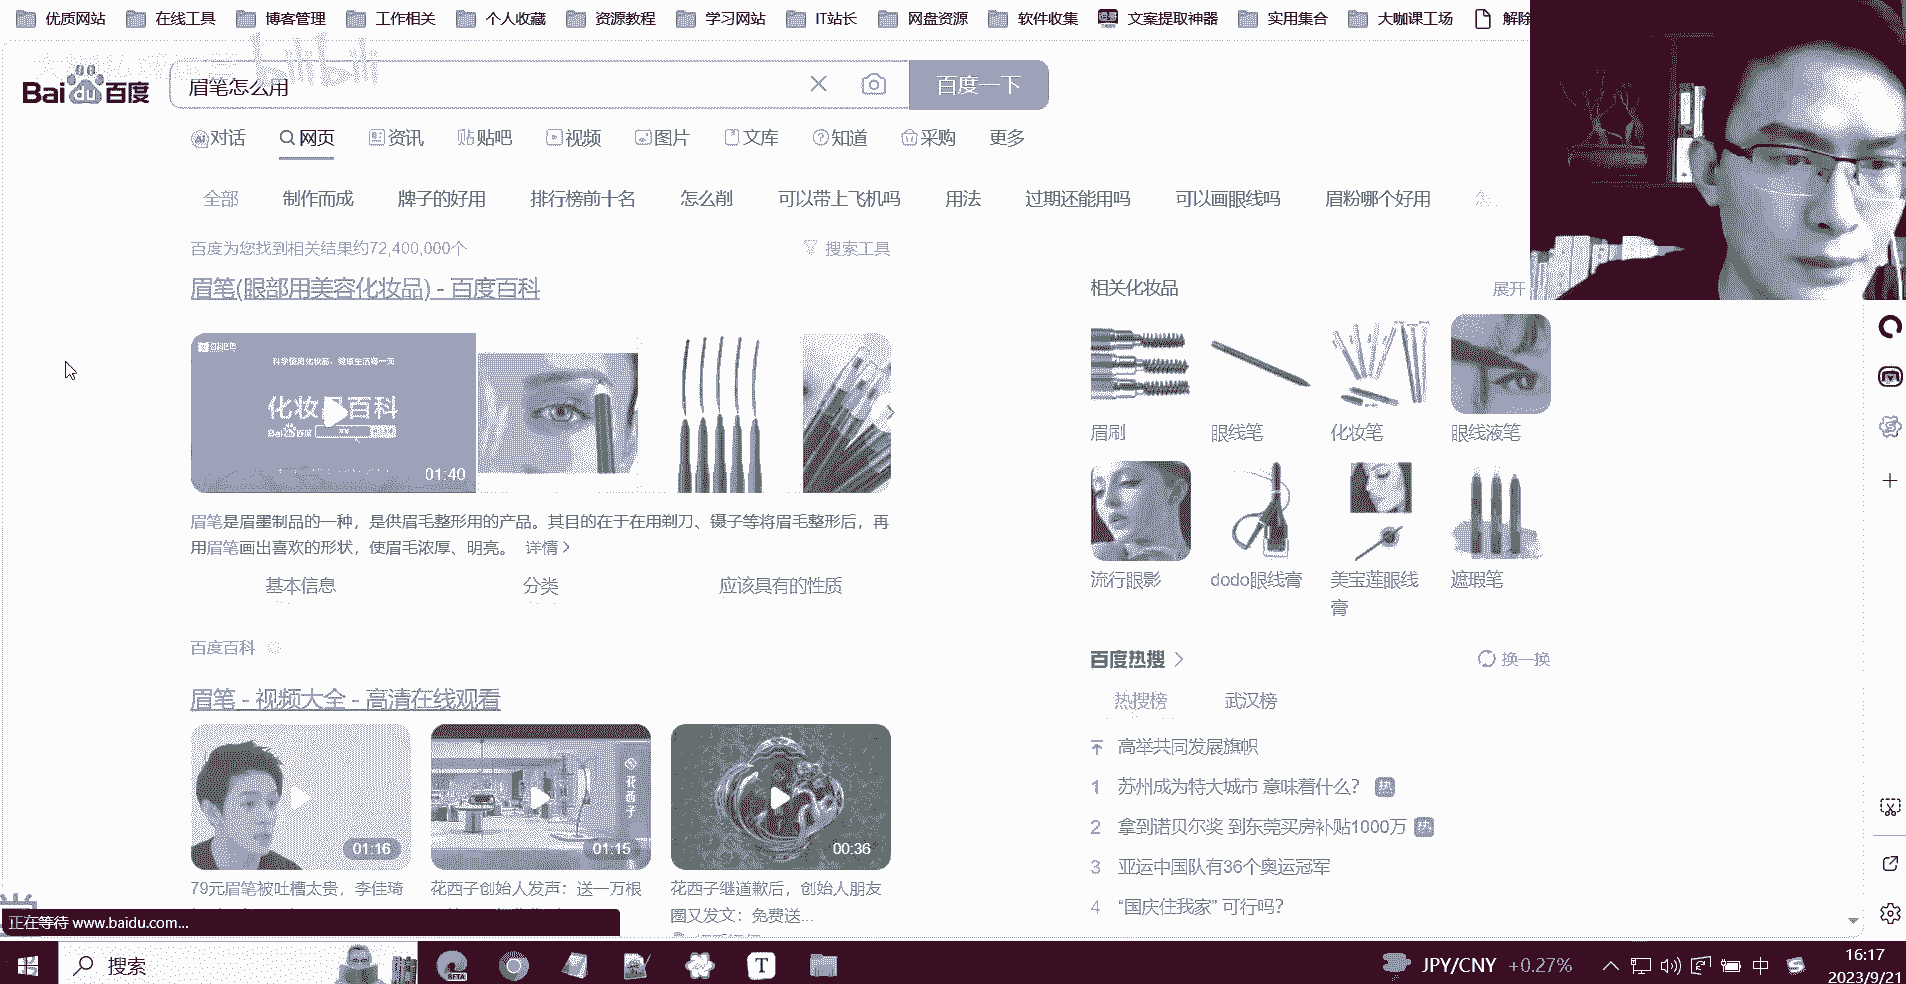 优质网站 在线工具 博客管理 工作相关 个人收藏 资源教程 学习网站 IT站长 网盘资源 软件收集 文案提取神器 实用集合 大咖课工场 解除
bilibili
Bai du 百度 眉笔怎么用 百度一下
对话 网页 资讯 贴吧 视频 图片 文库 知道 采购 更多
全部 制作而成 牌子的好用 排行榜前十名 怎么削 可以带上飞机吗 用法 过期还能用吗 可以画眼线吗 眉粉哪个好用
百度为您找到相关结果约72,400,000个 搜索工具
眉笔(眼部用美容化妆品) - 百度百科
科学使用化妆品，健康生活每一天
化妆品百科
01:40
眉笔是眉墨制品的一种，是供眉毛整形用的产品。其目的在于在用剃刀、镊子等将眉毛整形后，再
用眉笔画出喜欢的形状，使眉毛浓厚、明亮。 详情 >
基本信息 分类 应该具有的性质
百度百科
眉笔 - 视频大全 - 高清在线观看
01:16 花西子 01:15 00:36
79元眉笔被吐槽太贵，李佳琦 花西子创始人发声：送一万根 花西子继道歉后，创始人朋友
圈又发文：免费送...
相关化妆品 展开
眉刷 眼线笔 化妆笔 眼线液笔
流行眼影 dodo眼线膏 美宝莲眼线膏 遮瑕笔
百度热搜 > 换一换
热搜榜 武汉榜
高举共同发展旗帜
1 苏州成为特大城市 意味着什么？ 热
2 拿到诺贝尔奖 到东莞买房补贴1000万 热
3 亚运中国队有36个奥运冠军
4 “国庆住我家” 可行吗？
正在等待 www.baidu.com...
搜索 BETA T JPY/CNY +0.27% 中 16:17
2023/9/21